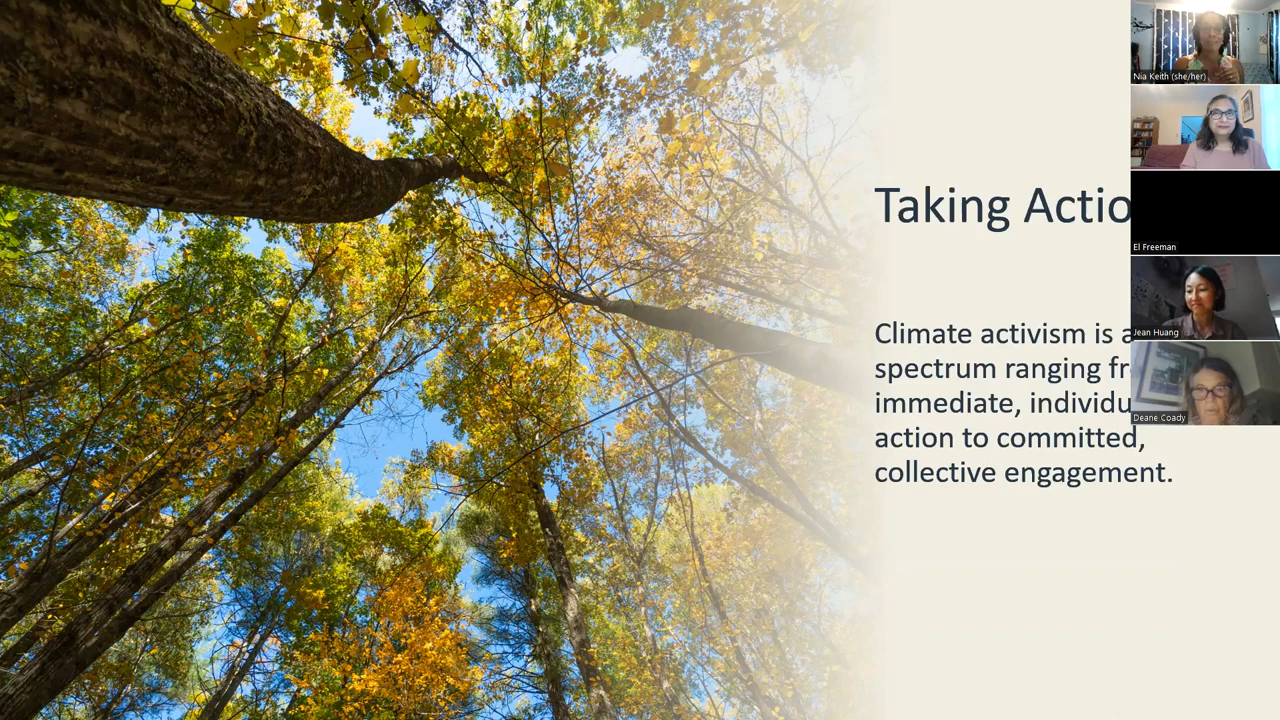 Taking Actio
Climate activism is a
spectrum ranging fr
immediate, individu
action to committed,
collective engagement.
Nia Keith (she/her)
El Freeman
Jean Huang
Deane Coady